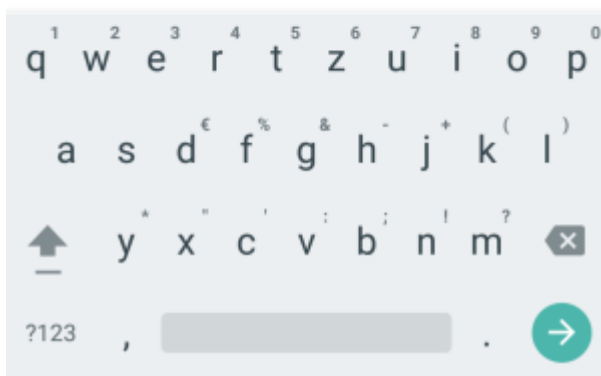 1 2 3 4 5 6 7 8 9 0
q w e r t z u i o p
€ % & - + ( )
a s d f g h j k l
* " ' : ; ! ?
y x c v b n m
?123 , .